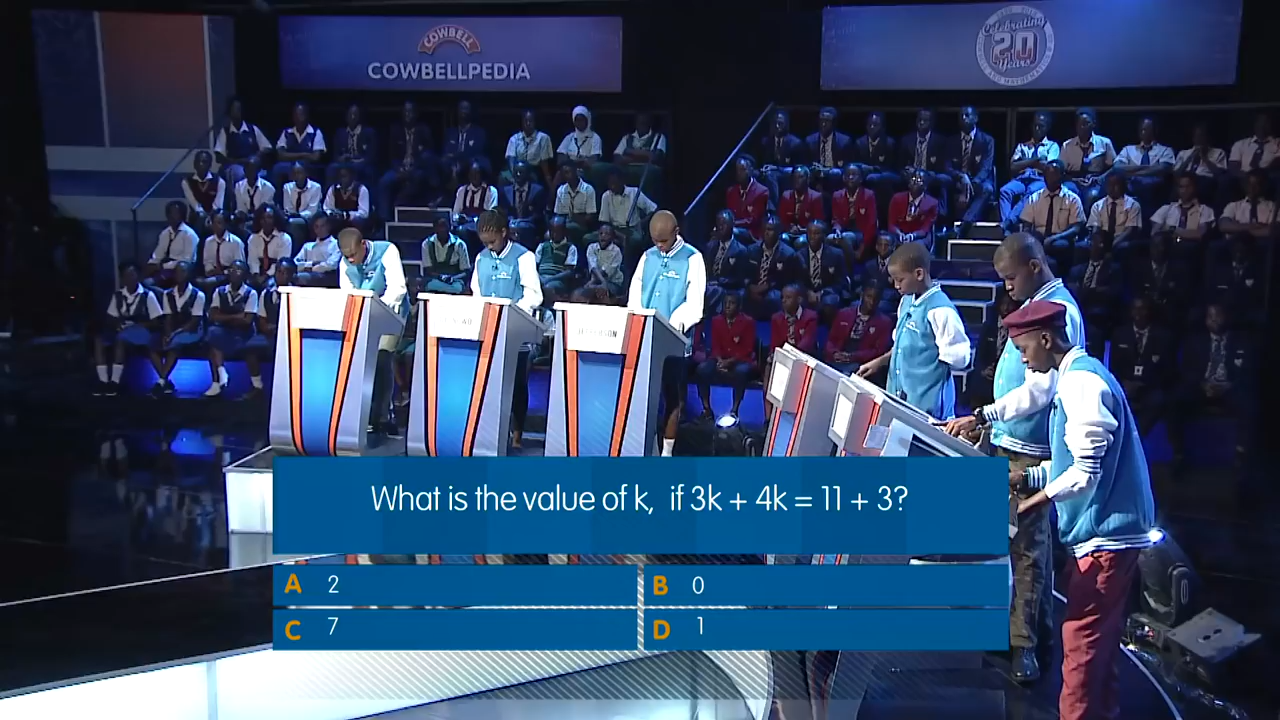 COWBELL
COWBELLPEDIA
Celebrating
20
Years
What is the value of k, if 3k + 4k = 11 + 3?
A 2
B 0
C 7
D 1